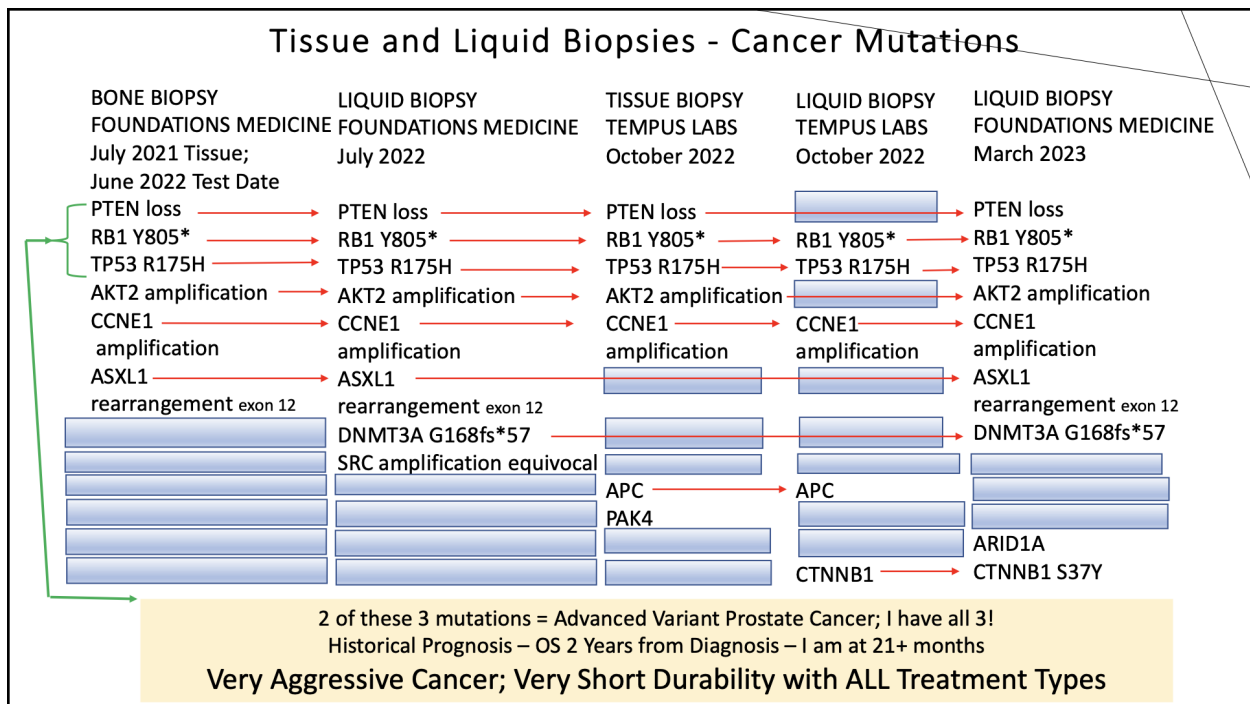 Tissue and Liquid Biopsies - Cancer Mutations
BONE BIOPSY
FOUNDATIONS MEDICINE
July 2021 Tissue;
June 2022 Test Date
PTEN loss
RB1 Y805*
TP53 R175H
AKT2 amplification
CCNE1
amplification
ASXL1
rearrangement exon 12
LIQUID BIOPSY
FOUNDATIONS MEDICINE
July 2022
PTEN loss
RB1 Y805*
TP53 R175H
AKT2 amplification
CCNE1
amplification
ASXL1
rearrangement exon 12
DNMT3A G168fs*57
SRC amplification equivocal
TISSUE BIOPSY
TEMPUS LABS
October 2022
PTEN loss
RB1 Y805*
TP53 R175H
AKT2 amplification
CCNE1
amplification
APC
PAK4
LIQUID BIOPSY
TEMPUS LABS
October 2022
RB1 Y805*
TP53 R175H
CCNE1
amplification
APC
CTNNB1
LIQUID BIOPSY
FOUNDATIONS MEDICINE
March 2023
PTEN loss
RB1 Y805*
TP53 R175H
AKT2 amplification
CCNE1
amplification
ASXL1
rearrangement exon 12
DNMT3A G168fs*57
ARID1A
CTNNB1 S37Y
2 of these 3 mutations = Advanced Variant Prostate Cancer; I have all 3!
Historical Prognosis – OS 2 Years from Diagnosis – I am at 21+ months
Very Aggressive Cancer; Very Short Durability with ALL Treatment Types